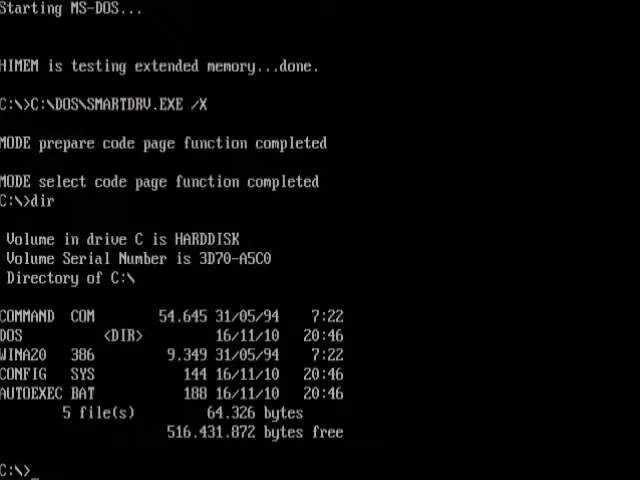 Starting MS-DOS...
HIMEM is testing extended memory...done.
C:\>C:\DOS\SMARTDRV.EXE /X
MODE prepare code page function completed
MODE select code page function completed
C:\>dir
Volume in drive C is HARDDISK
Volume Serial Number is 3D70-A5C0
Directory of C:\
COMMAND  COM        54.645 31/05/94   7:22
DOS          <DIR>         16/11/10  20:46
WINA20   386         9.349 31/05/94   7:22
CONFIG   SYS           144 16/11/10  20:46
AUTOEXEC BAT           188 16/11/10  20:46
5 file(s)         64.326 bytes
516.431.872 bytes free
C:\>_